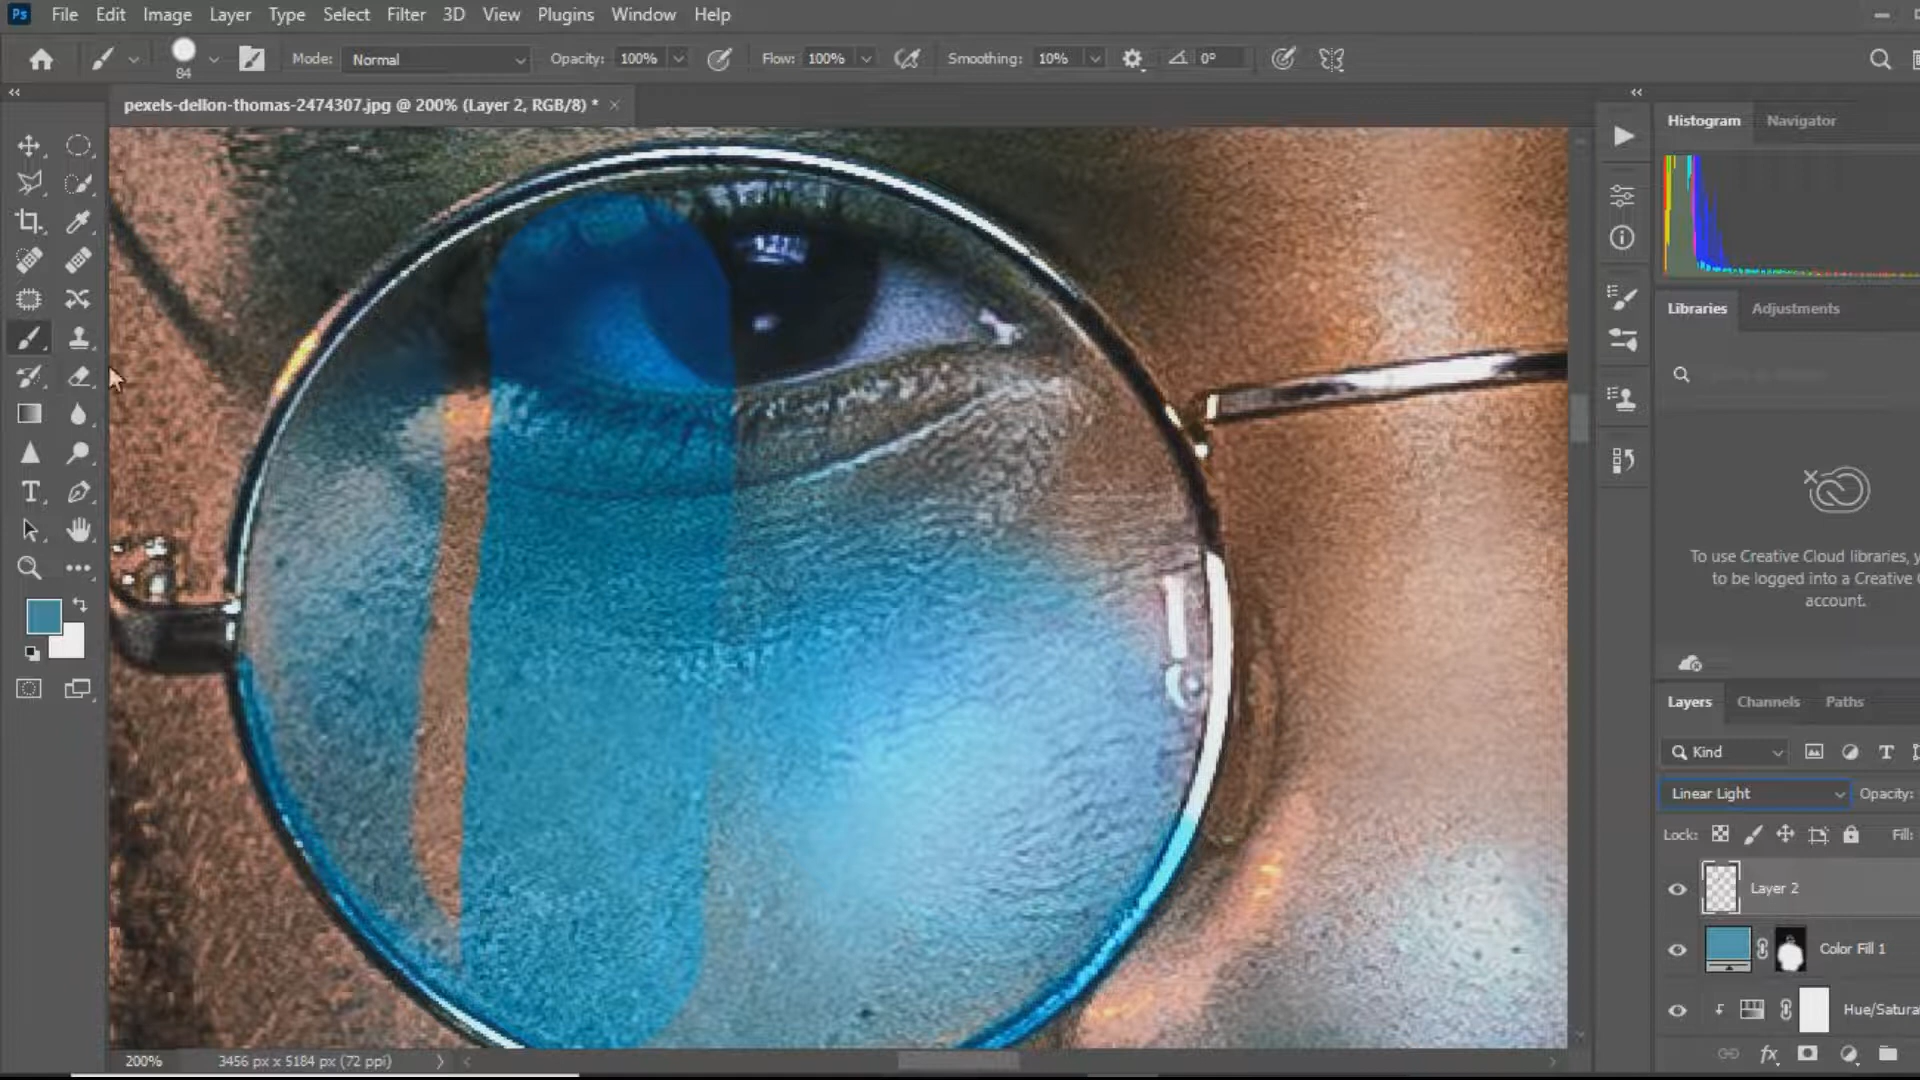 Ps File Edit Image Layer Type Select Filter 3D View Plugins Window Help
84 Mode: Normal Opacity: 100% Flow: 100% Smoothing: 10% 0°
pexels-dellon-thomas-2474307.jpg @ 200% (Layer 2, RGB/8) *
Histogram Navigator
Libraries Adjustments
To use Creative Cloud libraries, y
to be logged into a Creative C
account.
Layers Channels Paths
Kind
Linear Light Opacity:
Lock: Fill:
Layer 2
Color Fill 1
Hue/Satura
fx
200% 3456 px x 5184 px (72 ppi)